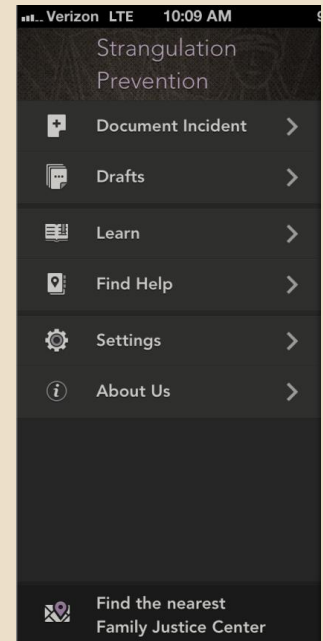 Verizon LTE 10:09 AM
Strangulation
Prevention
Document Incident
Drafts
Learn
Find Help
Settings
About Us
Find the nearest
Family Justice Center